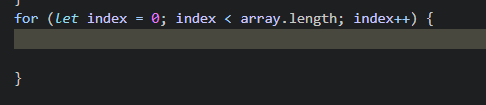 for (let index = 0; index < array.length; index++) {
}